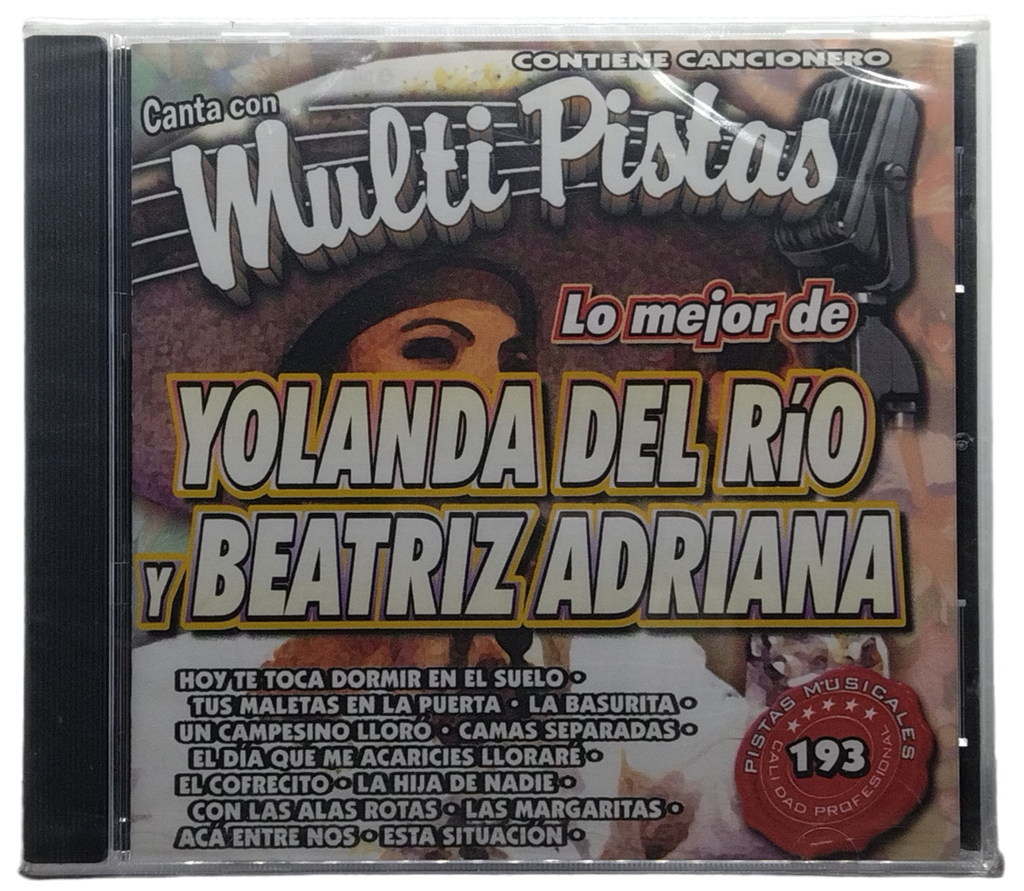 CONTIENE CANCIONERO
Canta con
Multi Pistas
Lo mejor de
YOLANDA DEL RÍO
Y BEATRIZ ADRIANA
HOY TE TOCA DORMIR EN EL SUELO •
TUS MALETAS EN LA PUERTA • LA BASURITA •
UN CAMPESINO LLORÓ • CAMAS SEPARADAS •
EL DÍA QUE ME ACARICIES LLORARÉ •
EL COFRECITO • LA HIJA DE NADIE •
CON LAS ALAS ROTAS • LAS MARGARITAS •
ACÁ ENTRE NOS • ESTA SITUACIÓN •
PISTAS MUSICALES
193
CALIDAD PROFESIONAL